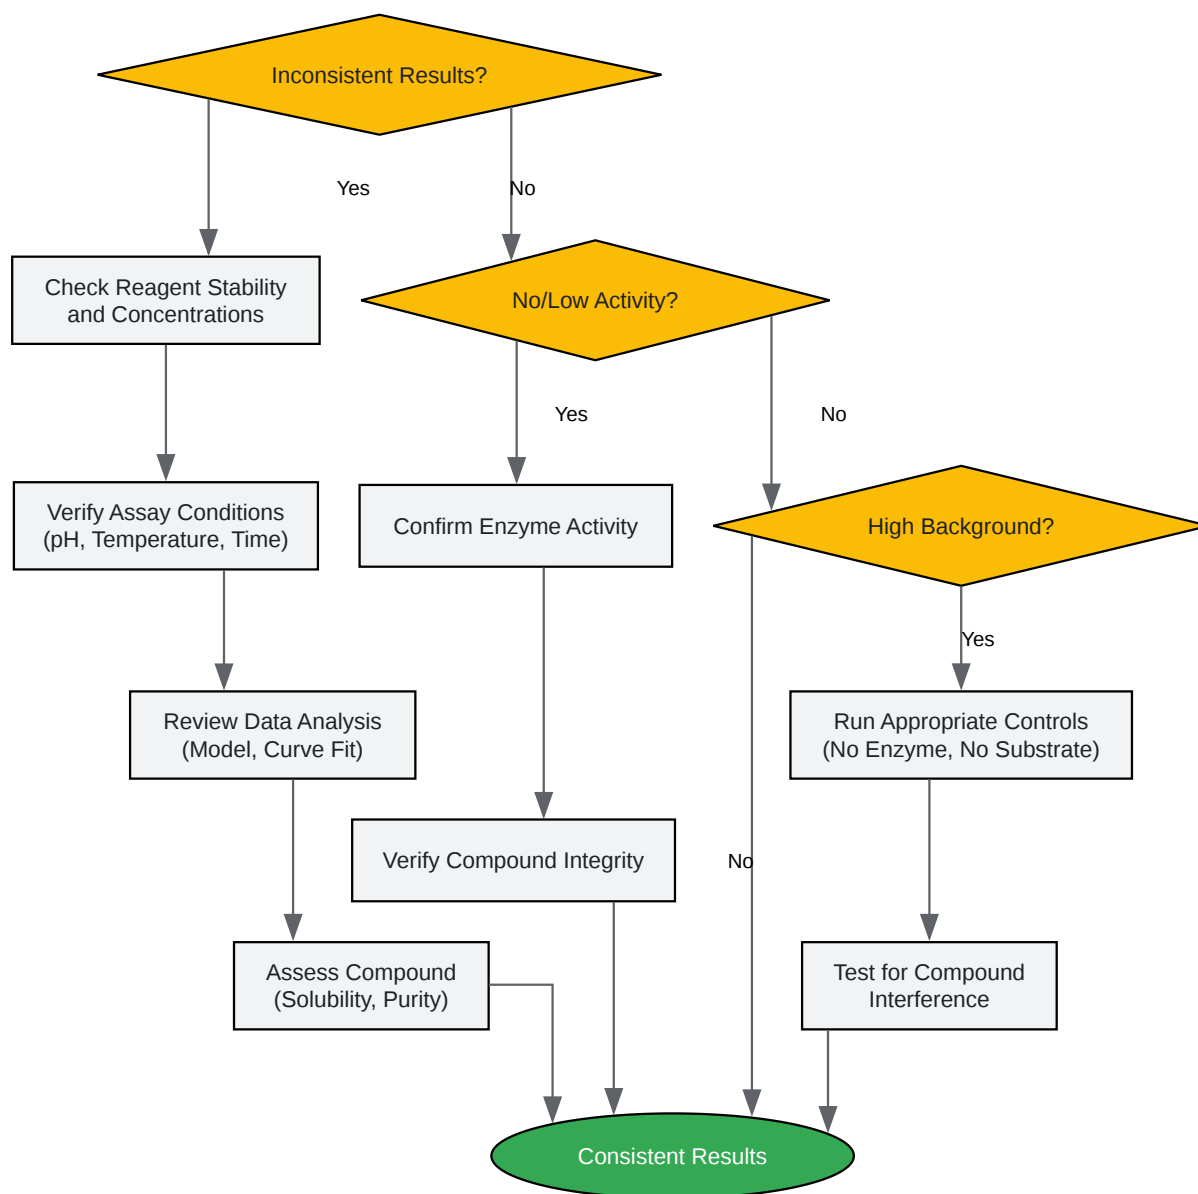 Inconsistent Results?
Yes
No
Check Reagent Stability
and Concentrations
No/Low Activity?
Yes
No
Verify Assay Conditions
(pH, Temperature, Time)
Confirm Enzyme Activity
High Background?
Yes
Review Data Analysis
(Model, Curve Fit)
Run Appropriate Controls
(No Enzyme, No Substrate)
Verify Compound Integrity
No
Assess Compound
(Solubility, Purity)
Test for Compound
Interference
Consistent Results